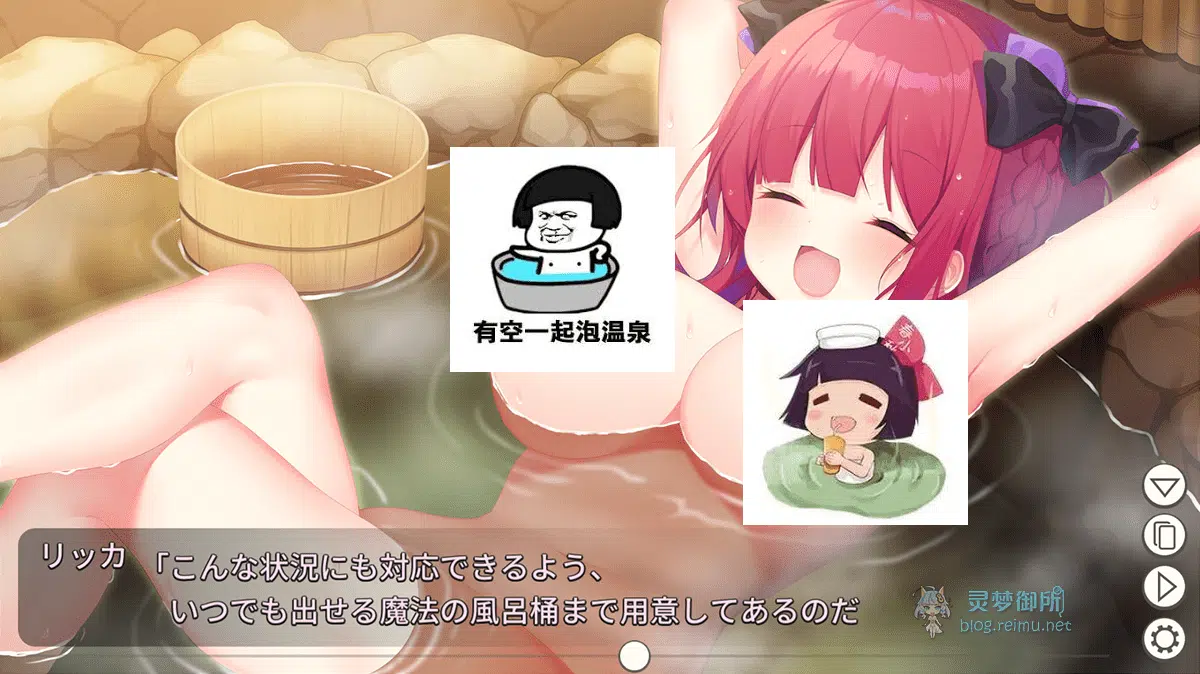 有空一起泡温泉
リッカ
「こんな状況にも対応できるよう、
いつでも出せる魔法の風呂桶まで用意してあるのだ
灵梦御所
blog.reimu.net